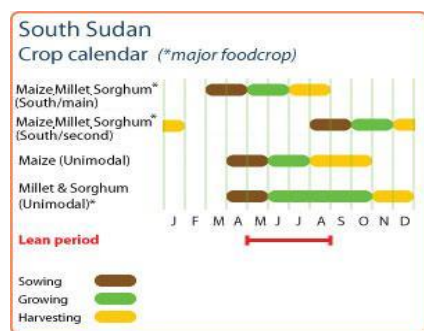 South Sudan
Crop calendar (*major foodcrop)
Maize,Millet,Sorghum*
(South/main)
Maize,Millet,Sorghum*
(South/second)
Maize (Unimodal)
Millet & Sorghum
(Unimodal)*
J F M A M J J A S O N D
Lean period
Sowing
Growing
Harvesting